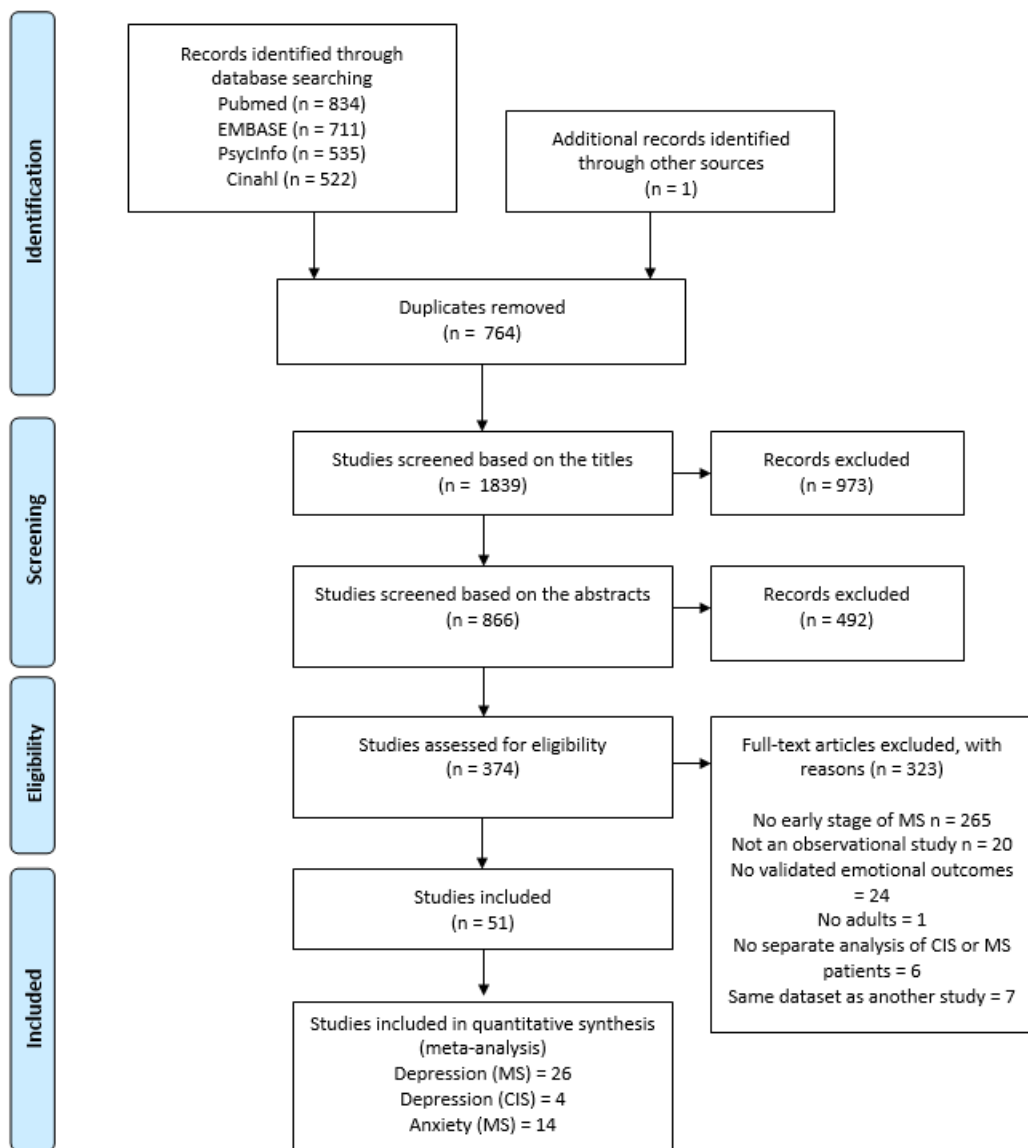 Identification
Records identified through
database searching
Pubmed (n = 834)
EMBASE (n = 711)
PsycInfo (n = 535)
Cinahl (n = 522)
Additional records identified
through other sources
(n = 1)
Duplicates removed
(n = 764)
Screening
Studies screened based on the titles
(n = 1839)
Records excluded
(n = 973)
Studies screened based on the abstracts
(n = 866)
Records excluded
(n = 492)
Eligibility
Studies assessed for eligibility
(n = 374)
Full-text articles excluded, with
reasons (n = 323)
No early stage of MS n = 265
Not an observational study n = 20
No validated emotional outcomes
= 24
No adults = 1
No separate analysis of CIS or MS
patients = 6
Same dataset as another study = 7
Included
Studies included
(n = 51)
Studies included in quantitative synthesis
(meta-analysis)
Depression (MS) = 26
Depression (CIS) = 4
Anxiety (MS) = 14